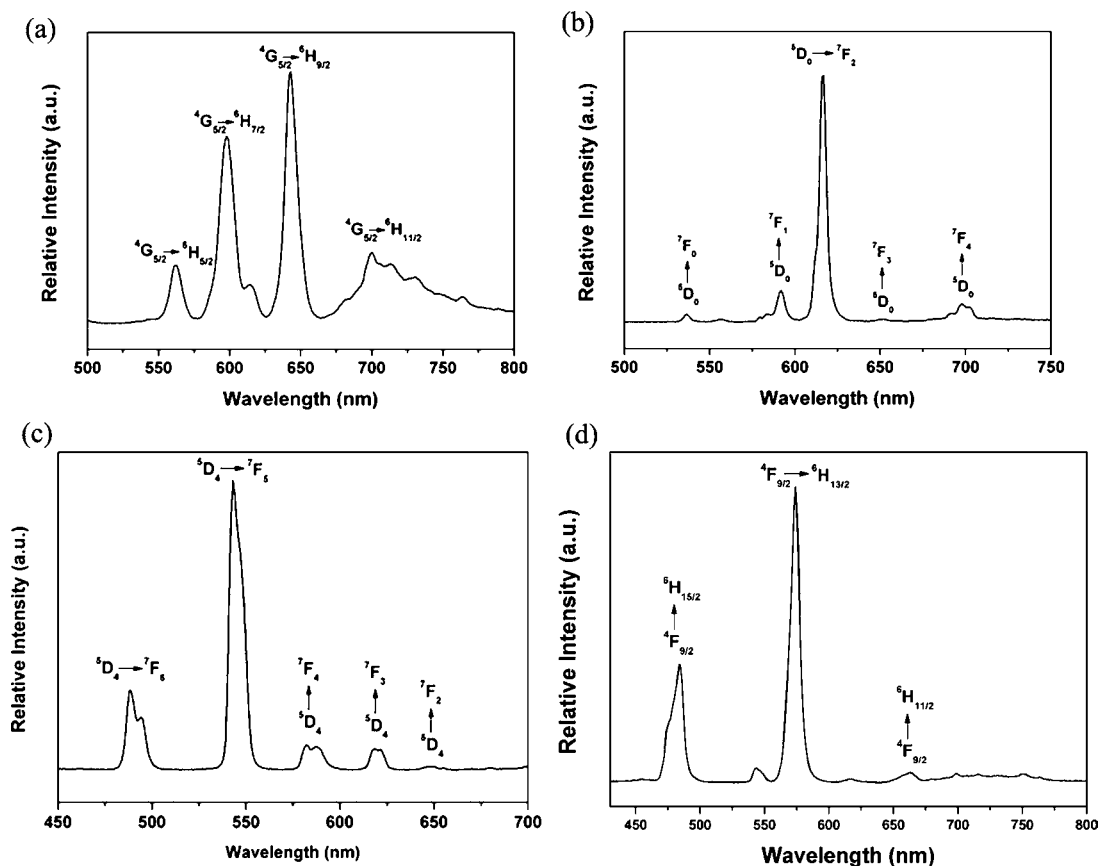 (a)
⁴G₅/₂→⁶H₉/₂
⁴G₅/₂→⁶H₇/₂
⁴G₅/₂→⁶H₅/₂
⁴G₅/₂→⁶H₁₁/₂
Relative Intensity (a.u.)
500 550 600 650 700 750 800
Wavelength (nm)
(b)
⁵D₀→⁷F₂
⁷F₀
⁵D₀
⁷F₁
⁵D₀
⁷F₃
⁵D₀
⁷F₄
⁵D₀
Relative Intensity (a.u.)
500 550 600 650 700 750
Wavelength (nm)
(c)
⁵D₄→⁷F₅
⁵D₄→⁷F₆
⁷F₄
⁵D₄
⁷F₃
⁵D₄
⁷F₂
⁵D₄
Relative Intensity (a.u.)
450 500 550 600 650 700
Wavelength (nm)
(d)
⁴F₉/₂→⁶H₁₃/₂
⁶H₁₅/₂
⁴F₉/₂
⁶H₁₁/₂
⁴F₉/₂
Relative Intensity (a.u.)
450 500 550 600 650 700 750 800
Wavelength (nm)